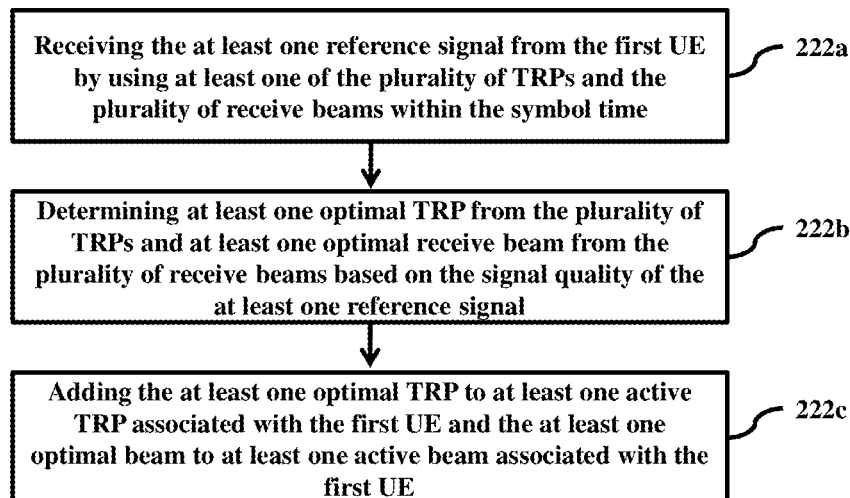 Receiving the at least one reference signal from the first UE
by using at least one of the plurality of TRPs and the
plurality of receive beams within the symbol time
222a
Determining at least one optimal TRP from the plurality of
TRPs and at least one optimal receive beam from the
plurality of receive beams based on the signal quality of the
at least one reference signal
222b
Adding the at least one optimal TRP to at least one active
TRP associated with the first UE and the at least one
optimal beam to at least one active beam associated with the
first UE
222c